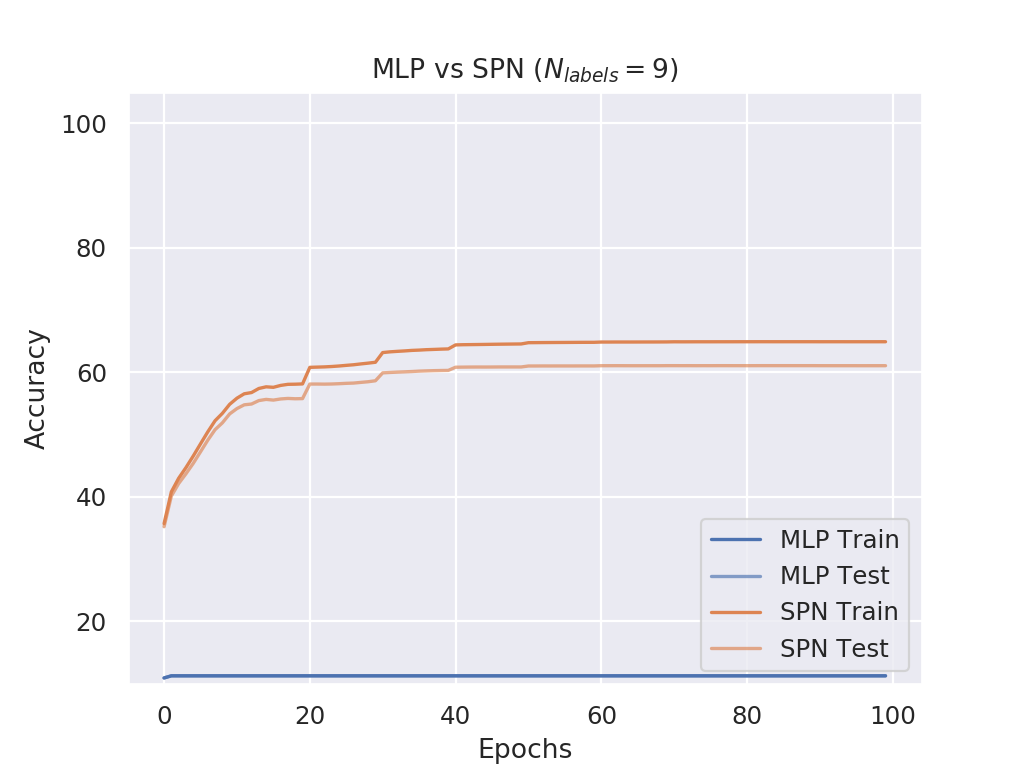 MLP vs SPN (N_labels = 9)
Accuracy
100
80
60
40
20
0 20 40 60 80 100
Epochs
MLP Train
MLP Test
SPN Train
SPN Test